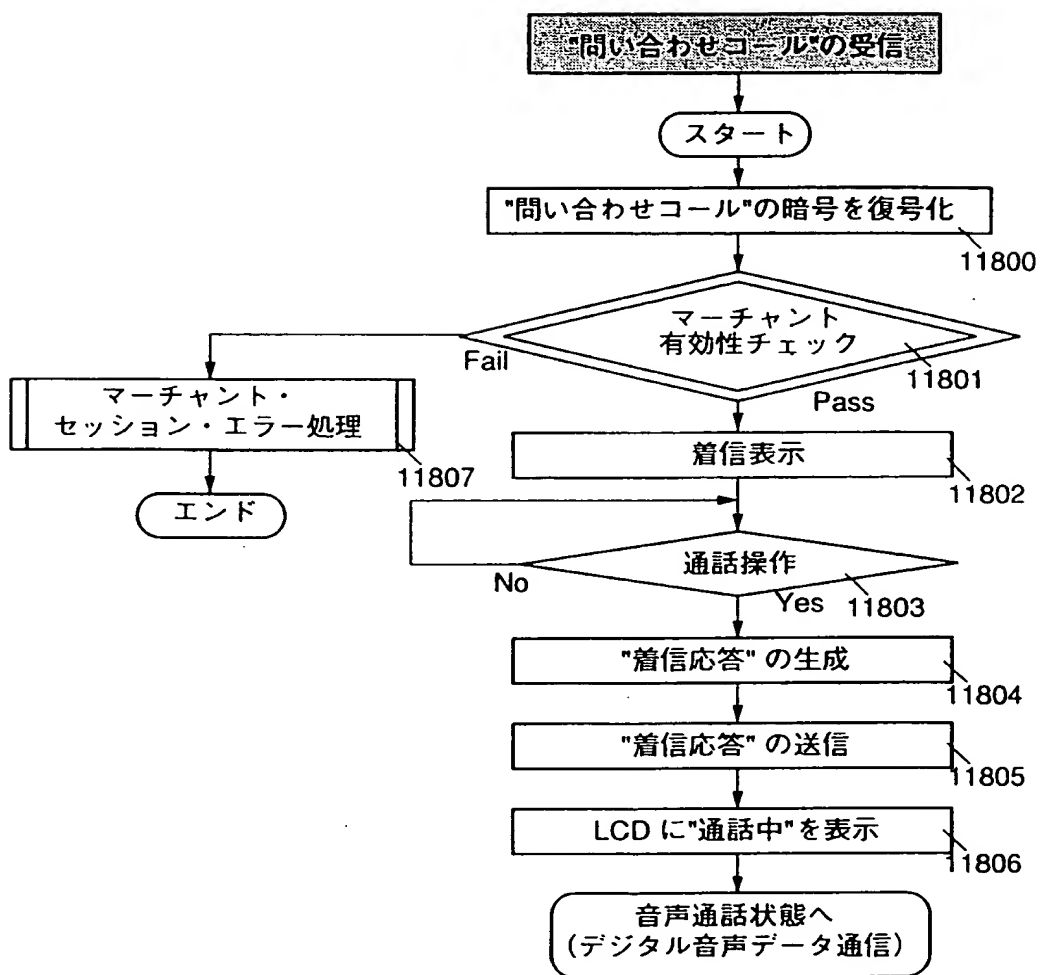 "問い合わせコール"の受信
スタート
"問い合わせコール"の暗号を復号化
11800
マーチャント
有効性チェック
11801
Fail
Pass
マーチャント・
セッション・エラー処理
11807
エンド
着信表示
11802
通話操作
No
Yes
11803
"着信応答" の生成
11804
"着信応答" の送信
11805
LCD に"通話中"を表示
11806
音声通話状態へ
(デジタル音声データ通信)